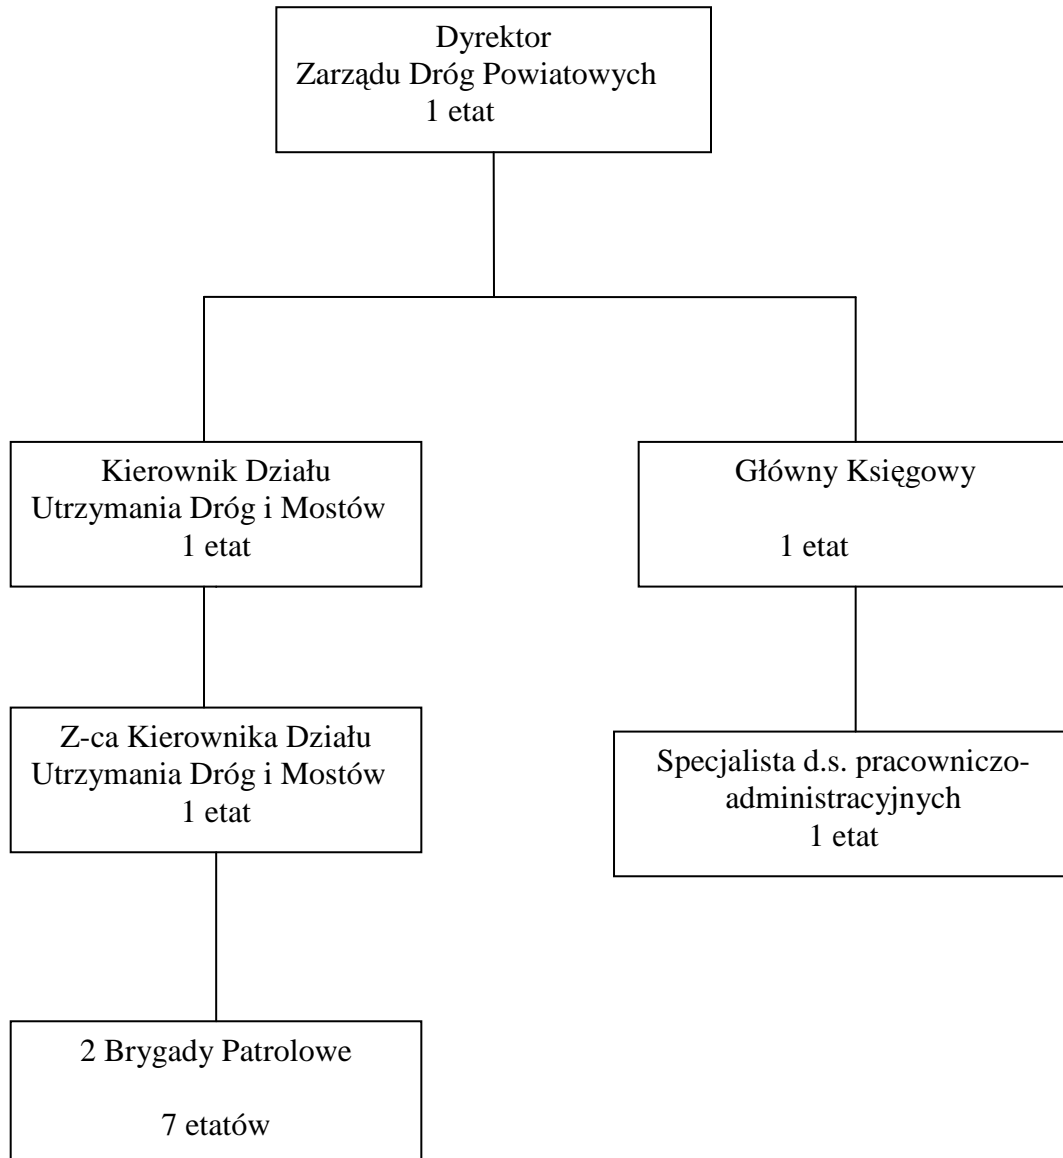 Dyrektor
Zarządu Dróg Powiatowych
1 etat
Kierownik Działu
Utrzymania Dróg i Mostów
1 etat
Główny Księgowy
1 etat
Z-ca Kierownika Działu
Utrzymania Dróg i Mostów
1 etat
Specjalista d.s. pracowniczo-
administracyjnych
1 etat
2 Brygady Patrolowe
7 etatów